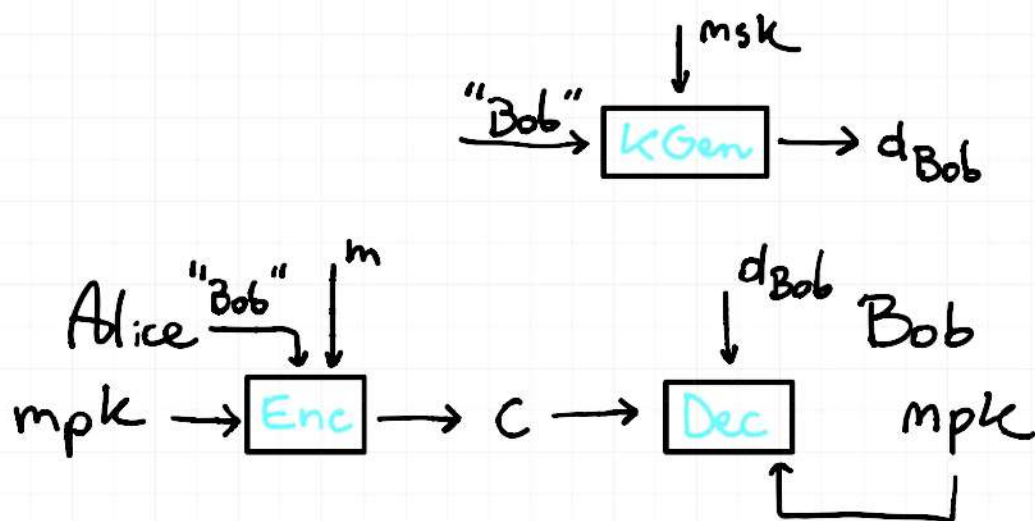 msk
"Bob" KGen d_Bob
m
Alice "Bob" d_Bob Bob
mpk Enc C Dec mpk